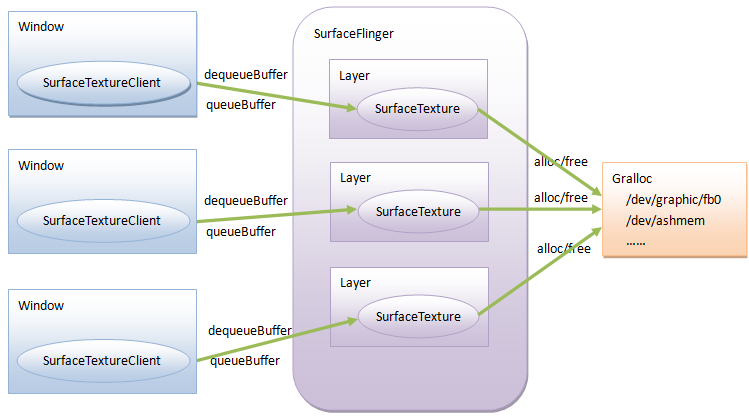 Window
SurfaceTextureClient
dequeueBuffer
queueBuffer
Window
SurfaceTextureClient
dequeueBuffer
queueBuffer
Window
SurfaceTextureClient
dequeueBuffer
queueBuffer
SurfaceFlinger
Layer
SurfaceTexture
Layer
SurfaceTexture
Layer
SurfaceTexture
alloc/free
alloc/free
alloc/free
Gralloc
/dev/graphic/fb0
/dev/ashmem
......